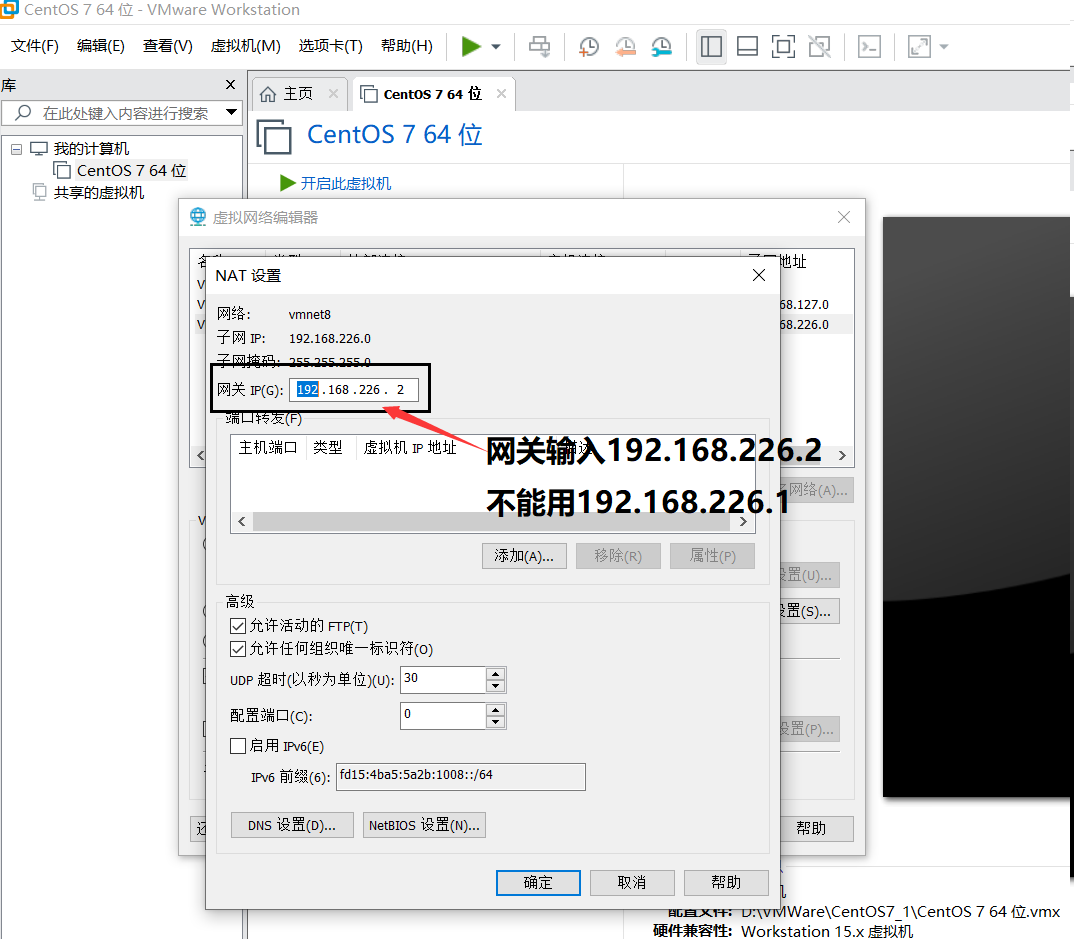 CentOS 7 64 位 - VMware Workstation
文件(F) 编辑(E) 查看(V) 虚拟机(M) 选项卡(T) 帮助(H)
库
主页 CentOS 7 64 位
在此处键入内容进行搜索
CentOS 7 64 位
我的计算机
CentOS 7 64 位
共享的虚拟机
开启此虚拟机
虚拟网络编辑器
地址
NAT 设置
网络: vmnet8
68.127.0
子网 IP: 192.168.226.0
68.226.0
子网掩码: 255.255.255.0
网关 IP(G): 192.168.226. 2
端口转发(F)
主机端口 类型 虚拟机 IP 地址
网关输入192.168.226.2
网络(A)...
不能用192.168.226.1
添加(A)... 移除(R) 属性(P)
设置(U)...
高级
置(S)...
允许活动的 FTP(T)
允许任何组织唯一标识符(O)
UDP 超时(以秒为单位)(U): 30
配置端口(C): 0
设置(P)...
启用 IPv6(E)
IPv6 前缀(6): fd15:4ba5:5a2b:1008::/64
DNS 设置(D)... NetBIOS 设置(N)...
还 帮助
确定 取消 帮助
机
配置文件: D:\VMWare\CentOS7_1\CentOS 7 64 位.vmx
硬件兼容性: Workstation 15.x 虚拟机